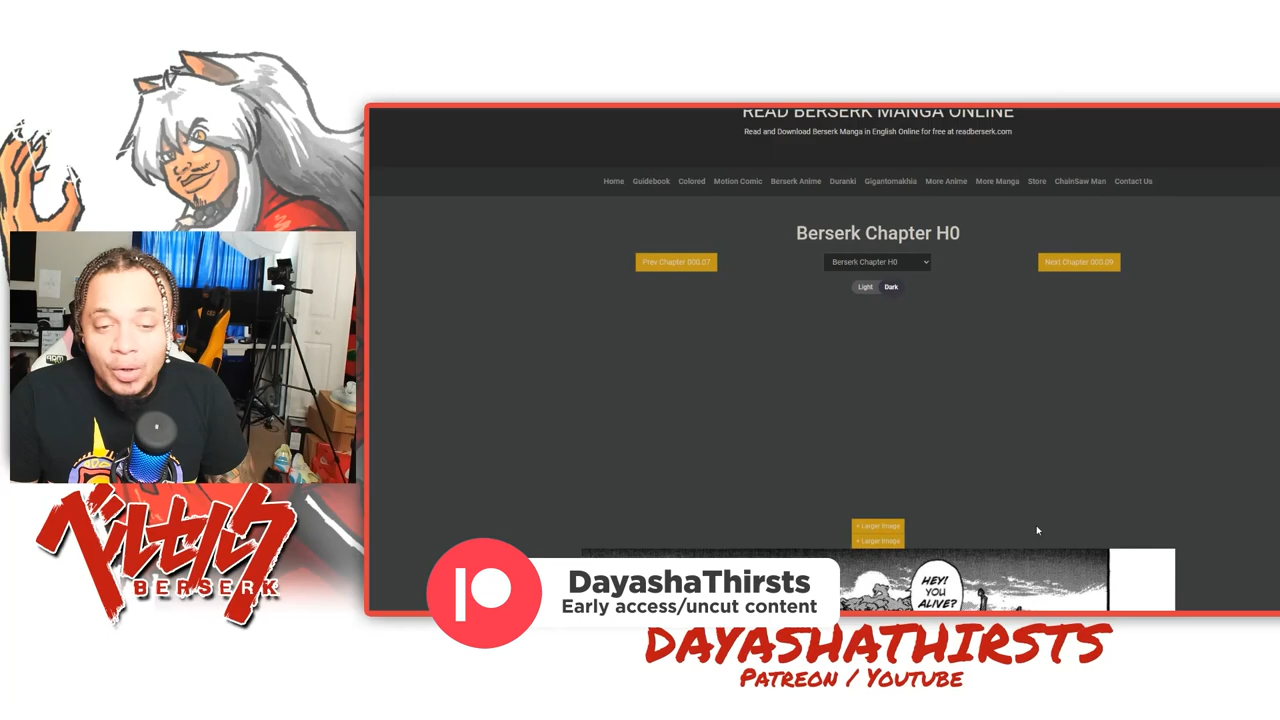 READ BERSERK MANGA ONLINE
Read and Download Berserk Manga in English Online for free at readberserk.com
Home Guidebook Colored Motion Comic Berserk Anime Duranki Gigantomakhia More Anime More Manga Store ChainSaw Man Contact Us
Berserk Chapter H0
Prev Chapter 000.07
Berserk Chapter H0
Next Chapter 000.09
Light Dark
+ Larger Image
+ Larger Image
HEY!
YOU
ALIVE?
ベルセルク
BERSERK
DayashaThirsts
Early access/uncut content
DAYASHATHIRSTS
PATREON / YOUTUBE